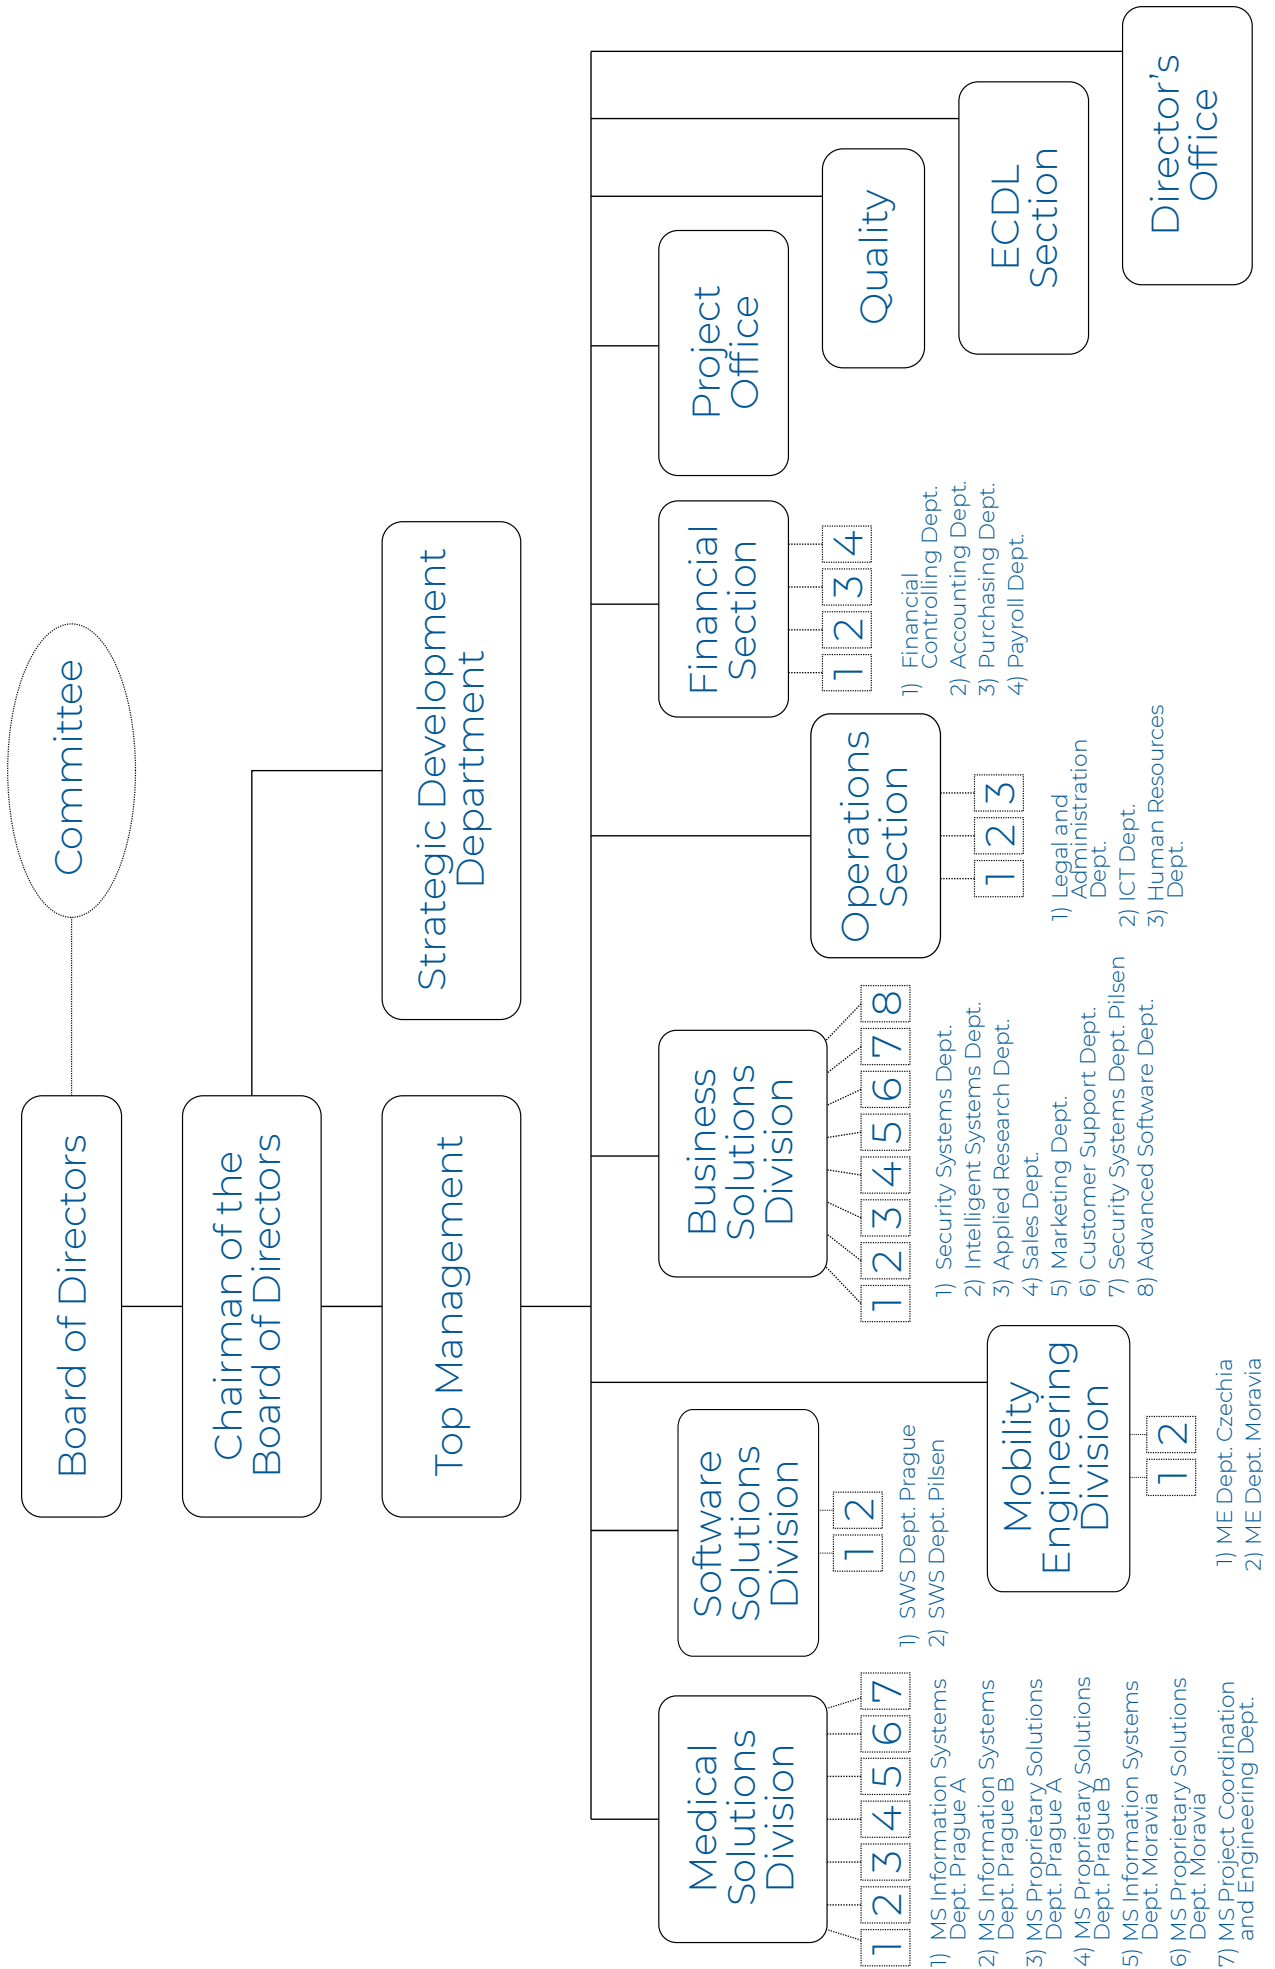 Committee
Board of Directors
Chairman of the
Board of Directors
Strategic Development
Department
Top Management
Medical
Solutions
Division
1 2 3 4 5 6 7
1) MS Information Systems
Dept. Prague A
2) MS Information Systems
Dept. Prague B
3) MS Proprietary Solutions
Dept. Prague A
4) MS Proprietary Solutions
Dept. Prague B
5) MS Information Systems
Dept. Moravia
6) MS Proprietary Solutions
Dept. Moravia
7) MS Project Coordination
and Engineering Dept.
Software
Solutions
Division
1 2
1) SWS Dept. Prague
2) SWS Dept. Pilsen
Mobility
Engineering
Division
1 2
1) ME Dept. Czechia
2) ME Dept. Moravia
Business
Solutions
Division
1 2 3 4 5 6 7 8
1) Security Systems Dept.
2) Intelligent Systems Dept.
3) Applied Research Dept.
4) Sales Dept.
5) Marketing Dept.
6) Customer Support Dept.
7) Security Systems Dept. Pilsen
8) Advanced Software Dept.
Operations
Section
1 2 3
1) Legal and
Administration
Dept.
2) ICT Dept.
3) Human Resources
Dept.
Financial
Section
1 2 3 4
1) Financial
Controlling Dept.
2) Accounting Dept.
3) Purchasing Dept.
4) Payroll Dept.
Project
Office
Quality
ECDL
Section
Director's
Office